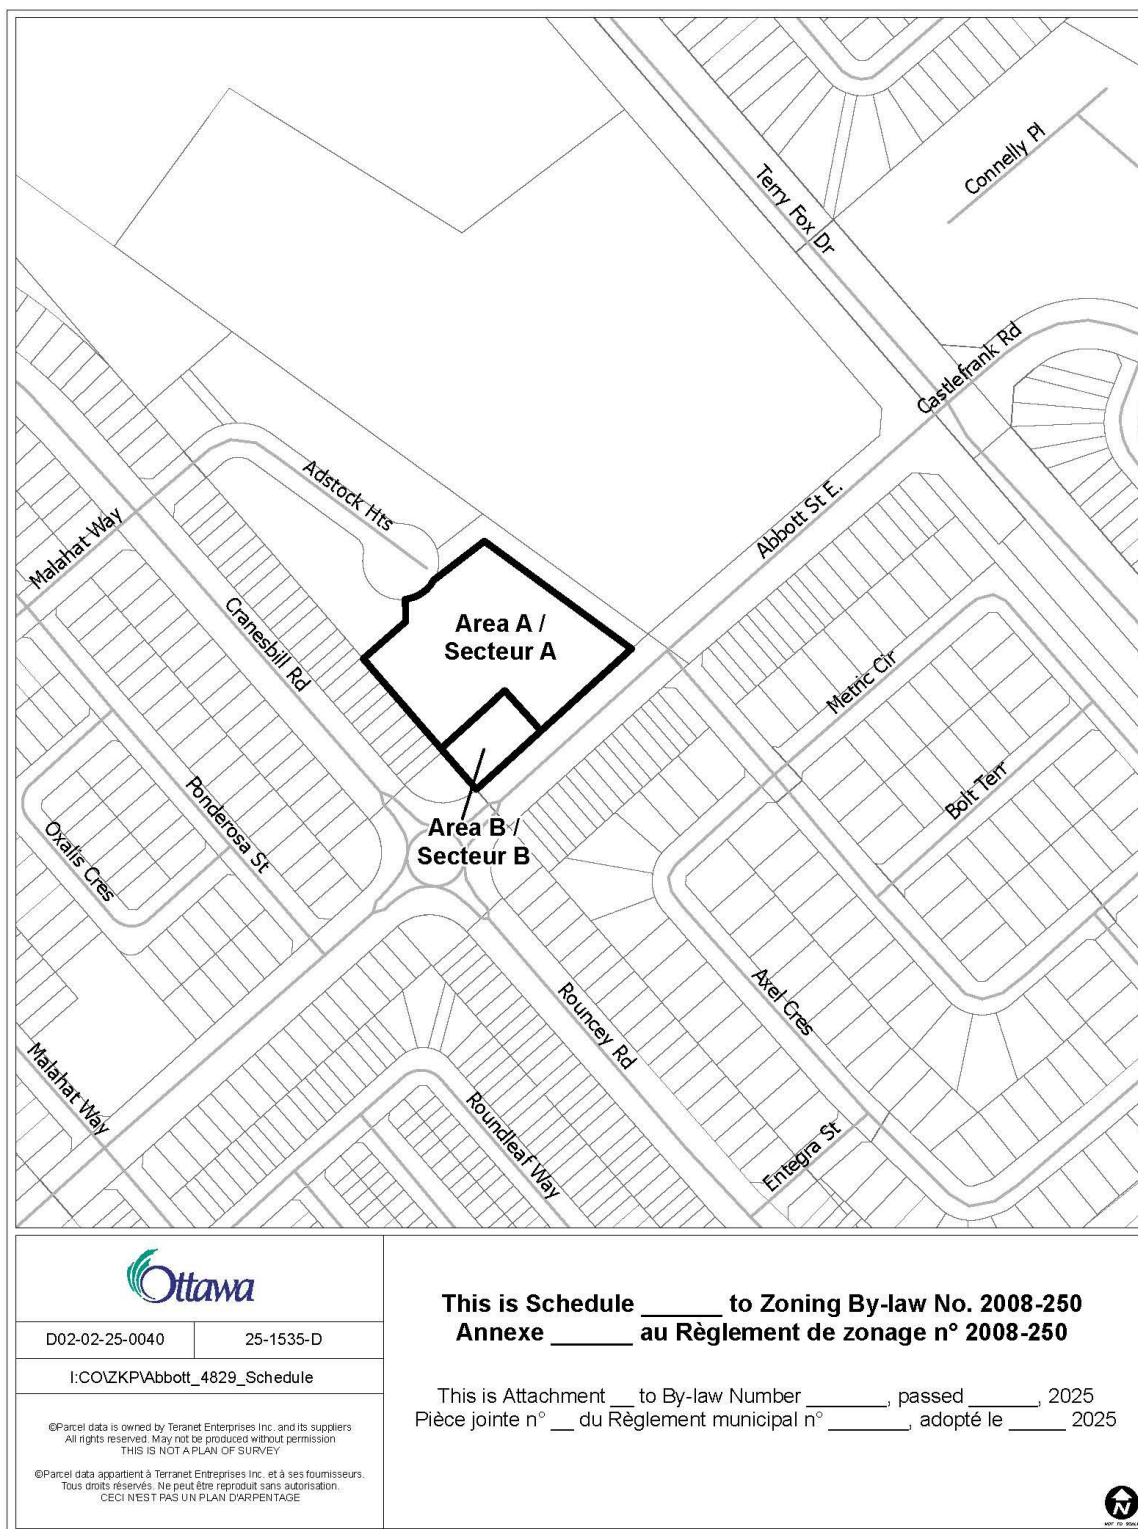 Terry Fox Dr
Connelly Pl
Castlefrank Rd
Abbott St E.
Adstock Hts
Malahat Way
Cranesbill Rd
Area A /
Secteur A
Metric Cir
Bolt Terr
Ponderosa St
Oxalis Cres
Area B /
Secteur B
Axel Cres
Rouncey Rd
Malahat Way
Roundleaf Way
Entegra St
Ottawa
D02-02-25-0040
25-1535-D
I:CO\ZKP\Abbott_4829_Schedule
©Parcel data is owned by Teranet Enterprises Inc. and its suppliers
All rights reserved. May not be produced without permission
THIS IS NOT A PLAN OF SURVEY
©Parcel data appartient à Terranet Entreprises Inc. et à ses fournisseurs.
Tous droits réservés. Ne peut être reproduit sans autorisation.
CECI N'EST PAS UN PLAN D'ARPENTAGE
This is Schedule ______ to Zoning By-law No. 2008-250
Annexe ______ au Règlement de zonage n° 2008-250
This is Attachment __ to By-law Number _______, passed ______, 2025
Pièce jointe n° __ du Règlement municipal n° _______, adopté le _____ 2025
N
NOT TO SCALE